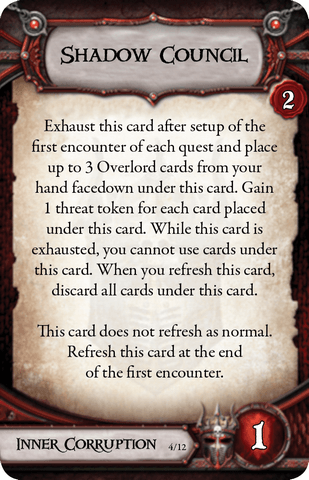 Shadow Council
2
Exhaust this card after setup of the
first encounter of each quest and place
up to 3 Overlord cards from your
hand facedown under this card. Gain
1 threat token for each card placed
under this card. While this card is
exhausted, you cannot use cards under
this card. When you refresh this card,
discard all cards under this card.
This card does not refresh as normal.
Refresh this card at the end
of the first encounter.
Inner Corruption 4/12
1